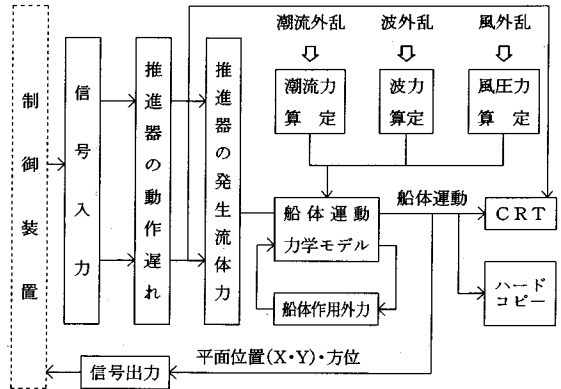 潮流外乱
波外乱
風外乱
制御装置
信号入力
推進器の動作遅れ
推進器の発生流体力
潮流力
算定
波力
算定
風圧力
算定
船体運動
力学モデル
船体運動
CRT
船体作用外力
ハード
コピー
平面位置(X・Y)・方位
信号出力